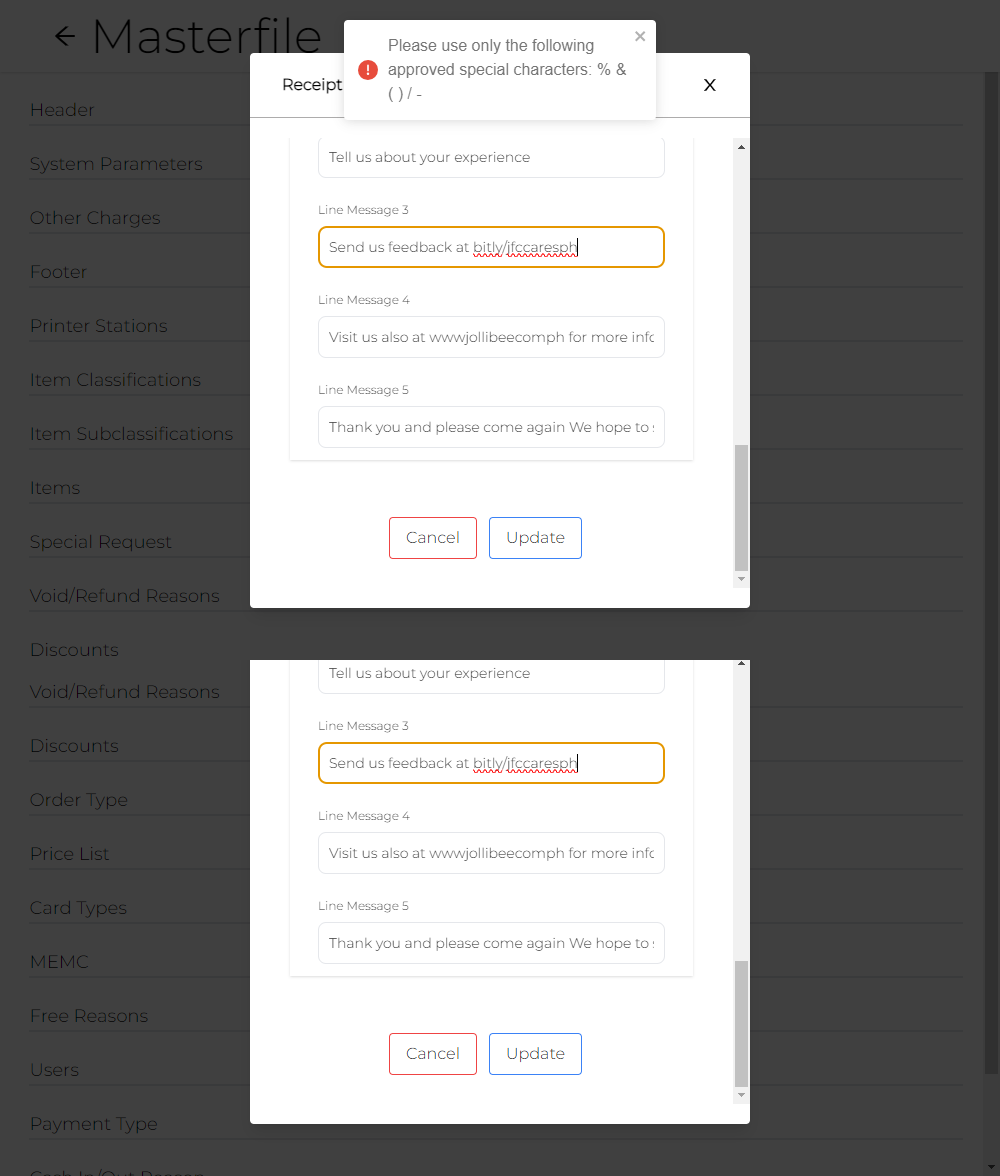 ← Masterfile
Please use only the following
approved special characters: % &
( ) / -
Receipt
X
Header
System Parameters
Other Charges
Footer
Printer Stations
Item Classifications
Item Subclassifications
Items
Special Request
Void/Refund Reasons
Discounts
Void/Refund Reasons
Discounts
Order Type
Price List
Card Types
MEMC
Free Reasons
Users
Payment Type
Cash In/Out Reason
Tell us about your experience
Line Message 3
Send us feedback at bitly/jfccaresph
Line Message 4
Visit us also at wwwjollibeecomph for more info
Line Message 5
Thank you and please come again We hope to
Cancel
Update
Tell us about your experience
Line Message 3
Send us feedback at bitly/jfccaresph
Line Message 4
Visit us also at wwwjollibeecomph for more info
Line Message 5
Thank you and please come again We hope to
Cancel
Update